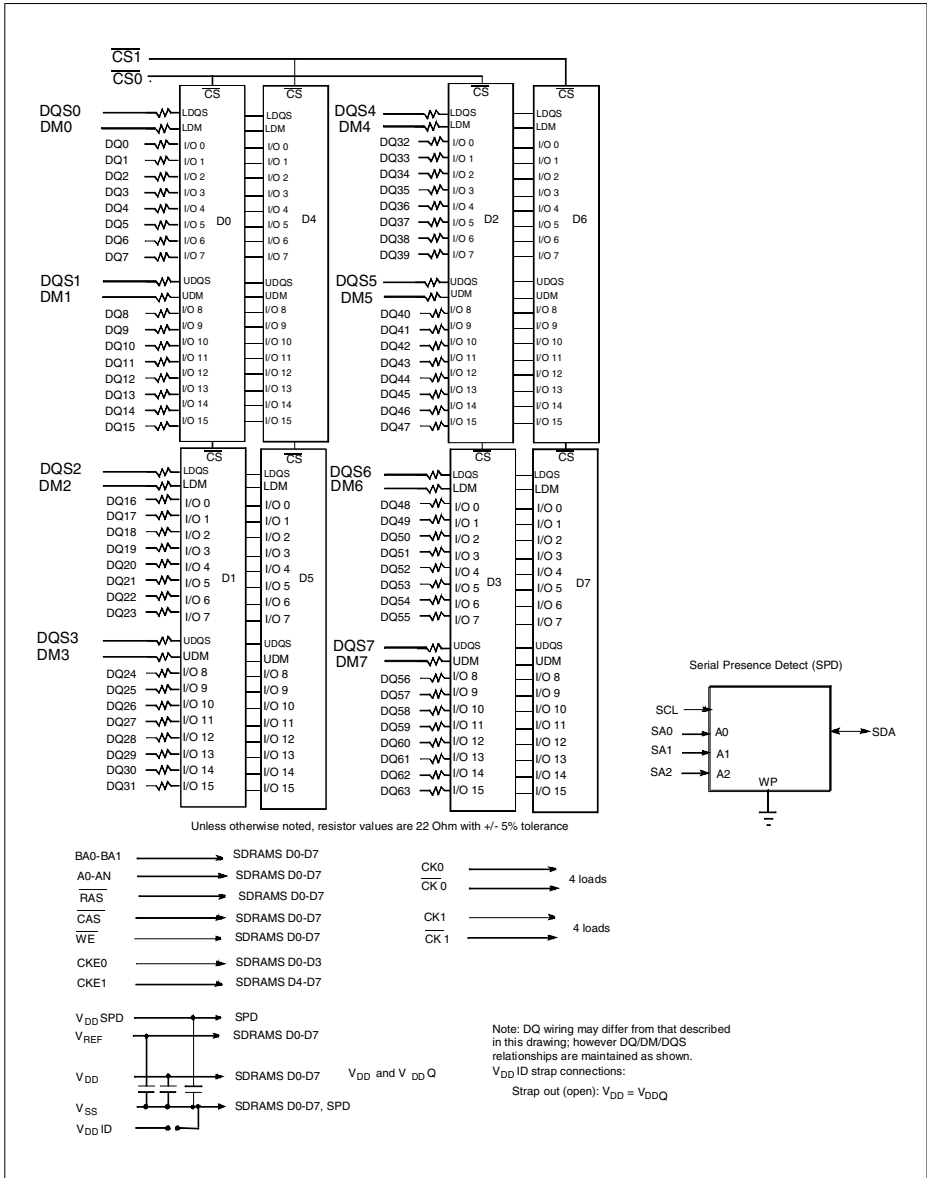 CS1
CS0
CS CS CS CS
DQS0 LDQS LDQS
DM0 LDM LDM
DQ0 I/O 0 I/O 0
DQ1 I/O 1 I/O 1
DQ2 I/O 2 I/O 2
DQ3 I/O 3 I/O 3
DQ4 I/O 4 I/O 4
D0 D4
DQ5 I/O 5 I/O 5
DQ6 I/O 6 I/O 6
DQ7 I/O 7 I/O 7
DQS1 UDQS UDQS
DM1 UDM UDM
DQ8 I/O 8 I/O 8
DQ9 I/O 9 I/O 9
DQ10 I/O 10 I/O 10
DQ11 I/O 11 I/O 11
DQ12 I/O 12 I/O 12
DQ13 I/O 13 I/O 13
DQ14 I/O 14 I/O 14
DQ15 I/O 15 I/O 15
DQS4 LDQS LDQS
DM4 LDM LDM
DQ32 I/O 0 I/O 0
DQ33 I/O 1 I/O 1
DQ34 I/O 2 I/O 2
DQ35 I/O 3 I/O 3
DQ36 I/O 4 I/O 4
D2 D6
DQ37 I/O 5 I/O 5
DQ38 I/O 6 I/O 6
DQ39 I/O 7 I/O 7
DQS5 UDQS UDQS
DM5 UDM UDM
DQ40 I/O 8 I/O 8
DQ41 I/O 9 I/O 9
DQ42 I/O 10 I/O 10
DQ43 I/O 11 I/O 11
DQ44 I/O 12 I/O 12
DQ45 I/O 13 I/O 13
DQ46 I/O 14 I/O 14
DQ47 I/O 15 I/O 15
CS CS CS CS
DQS2 LDQS LDQS
DM2 LDM LDM
DQ16 I/O 0 I/O 0
DQ17 I/O 1 I/O 1
DQ18 I/O 2 I/O 2
DQ19 I/O 3 I/O 3
DQ20 I/O 4 I/O 4
D1 D5
DQ21 I/O 5 I/O 5
DQ22 I/O 6 I/O 6
DQ23 I/O 7 I/O 7
DQS3 UDQS UDQS
DM3 UDM UDM
DQ24 I/O 8 I/O 8
DQ25 I/O 9 I/O 9
DQ26 I/O 10 I/O 10
DQ27 I/O 11 I/O 11
DQ28 I/O 12 I/O 12
DQ29 I/O 13 I/O 13
DQ30 I/O 14 I/O 14
DQ31 I/O 15 I/O 15
DQS6 LDQS LDQS
DM6 LDM LDM
DQ48 I/O 0 I/O 0
DQ49 I/O 1 I/O 1
DQ50 I/O 2 I/O 2
DQ51 I/O 3 I/O 3
DQ52 I/O 4 I/O 4
D3 D7
DQ53 I/O 5 I/O 5
DQ54 I/O 6 I/O 6
DQ55 I/O 7 I/O 7
DQS7 UDQS UDQS
DM7 UDM UDM
DQ56 I/O 8 I/O 8
DQ57 I/O 9 I/O 9
DQ58 I/O 10 I/O 10
DQ59 I/O 11 I/O 11
DQ60 I/O 12 I/O 12
DQ61 I/O 13 I/O 13
DQ62 I/O 14 I/O 14
DQ63 I/O 15 I/O 15
Serial Presence Detect (SPD)
SCL
SA0 A0 SDA
SA1 A1
SA2 A2
WP
Unless otherwise noted, resistor values are 22 Ohm with +/- 5% tolerance
BA0-BA1 SDRAMS D0-D7
A0-AN SDRAMS D0-D7
RAS SDRAMS D0-D7
CAS SDRAMS D0-D7
WE SDRAMS D0-D7
CKE0 SDRAMS D0-D3
CKE1 SDRAMS D4-D7
CK0
CK 0 4 loads
CK1
CK 1 4 loads
VDD SPD SPD
VREF SDRAMS D0-D7
VDD SDRAMS D0-D7 VDD and V DD Q
VSS SDRAMS D0-D7, SPD
VDD ID
Note: DQ wiring may differ from that described
in this drawing; however DQ/DM/DQS
relationships are maintained as shown.
VDD ID strap connections:
Strap out (open): VDD = VDDQ